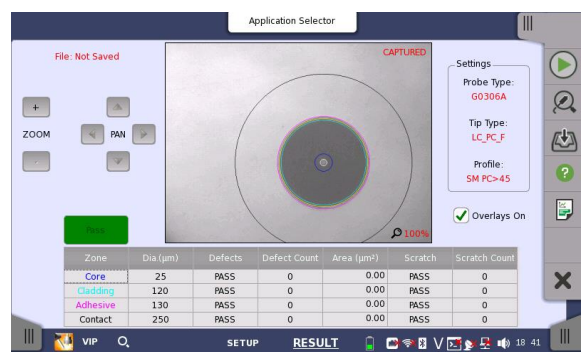 Application Selector
File: Not Saved
CAPTURED
Settings
Probe Type:
G0306A
Tip Type:
LC_PC_F
Profile:
SM PC>45
+
ZOOM
PAN
-
100%
Overlays On
Pass
Zone Dia.(µm) Defects Defect Count Area (µm²) Scratch Scratch Count
Core 25 PASS 0 0.00 PASS 0
Cladding 120 PASS 0 0.00 PASS 0
Adhesive 130 PASS 0 0.00 PASS 0
Contact 250 PASS 0 0.00 PASS 0
VIP SETUP RESULT 18 41